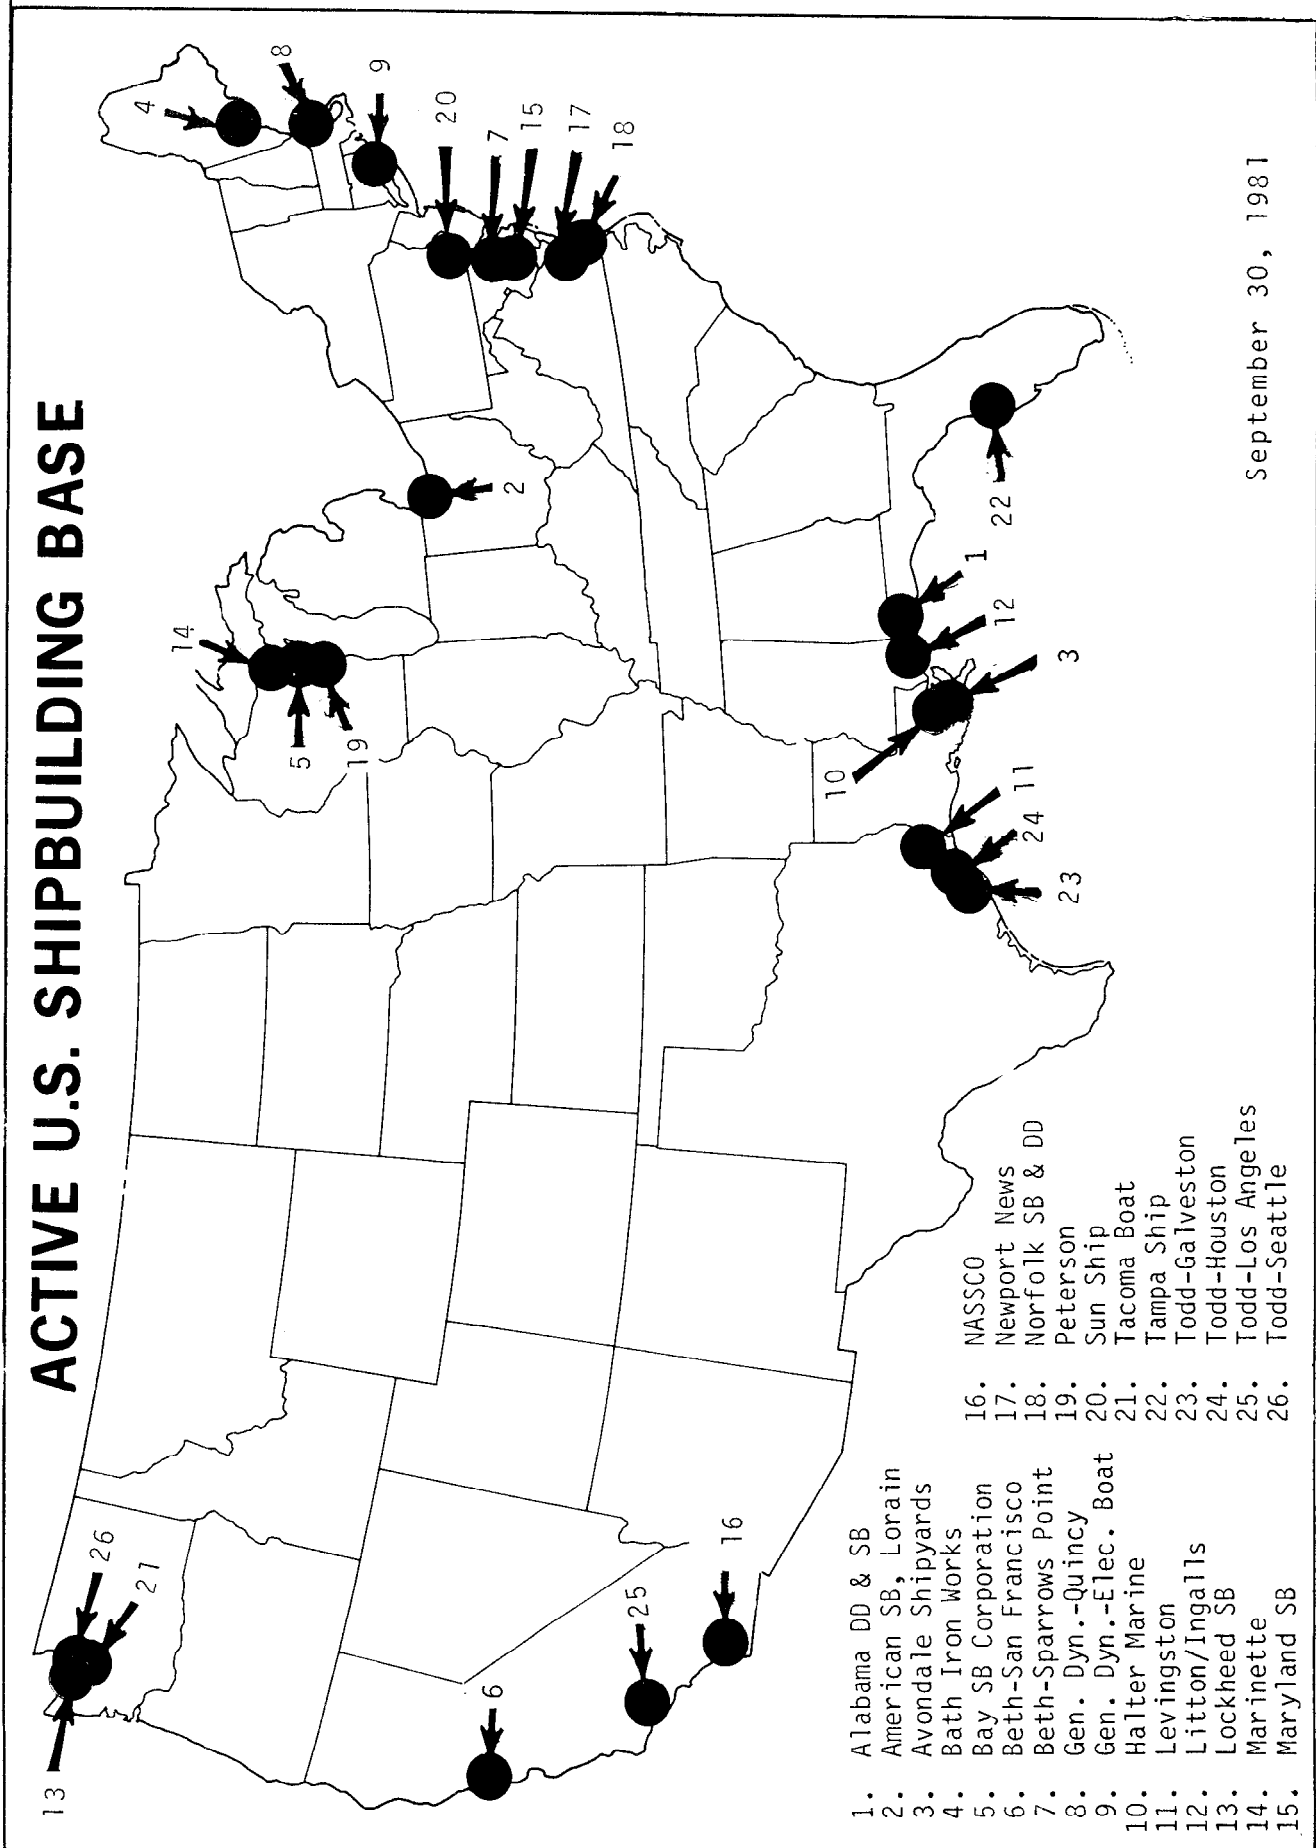 ACTIVE U.S. SHIPBUILDING BASE
13
26
21
6
25
16
14
5
19
2
4
8
9
20
7
15
17
18
10
11
24
23
3
12
1
22
1. Alabama DD & SB
2. American SB, Lorain
3. Avondale Shipyards
4. Bath Iron Works
5. Bay SB Corporation
6. Beth-San Francisco
7. Beth-Sparrows Point
8. Gen. Dyn.-Quincy
9. Gen. Dyn.-Elec. Boat
10. Halter Marine
11. Levingston
12. Litton/Ingalls
13. Lockheed SB
14. Marinette
15. Maryland SB
16. NASSCO
17. Newport News
18. Norfolk SB & DD
19. Peterson
20. Sun Ship
21. Tacoma Boat
22. Tampa Ship
23. Todd-Galveston
24. Todd-Houston
25. Todd-Los Angeles
26. Todd-Seattle
September 30, 1981